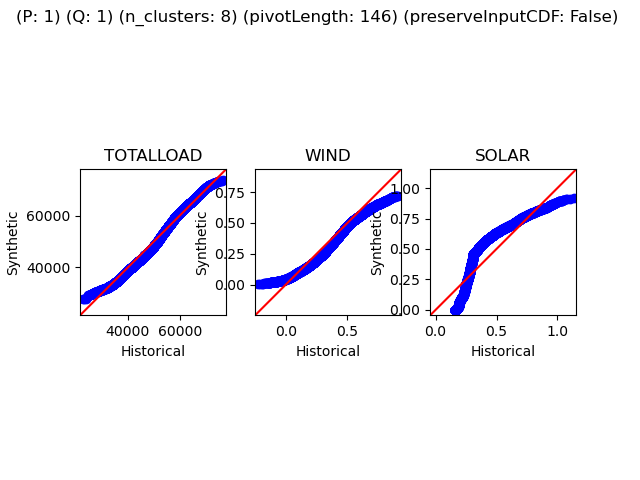 (P: 1) (Q: 1) (n_clusters: 8) (pivotLength: 146) (preserveInputCDF: False)
TOTALLOAD
WIND
SOLAR
Synthetic
60000
40000
40000
60000
Historical
Synthetic
0.75
0.50
0.25
0.00
0.0
0.5
Historical
Synthetic
1.00
0.75
0.50
0.25
0.00
0.0
0.5
1.0
Historical